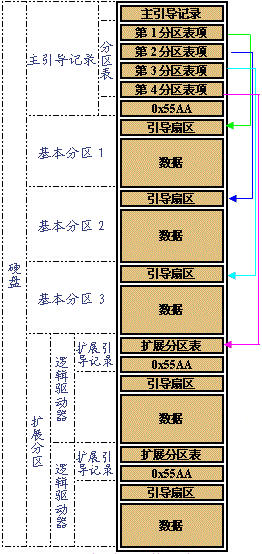 硬盘
主引导记录
分区表
主引导记录
第1分区表项
第2分区表项
第3分区表项
第4分区表项
0x55AA
基本分区1
引导扇区
数据
基本分区2
引导扇区
数据
基本分区3
引导扇区
数据
扩展分区
逻辑驱动器
扩展引导记录
扩展分区表
0x55AA
引导扇区
数据
逻辑驱动器
扩展引导记录
扩展分区表
0x55AA
引导扇区
数据